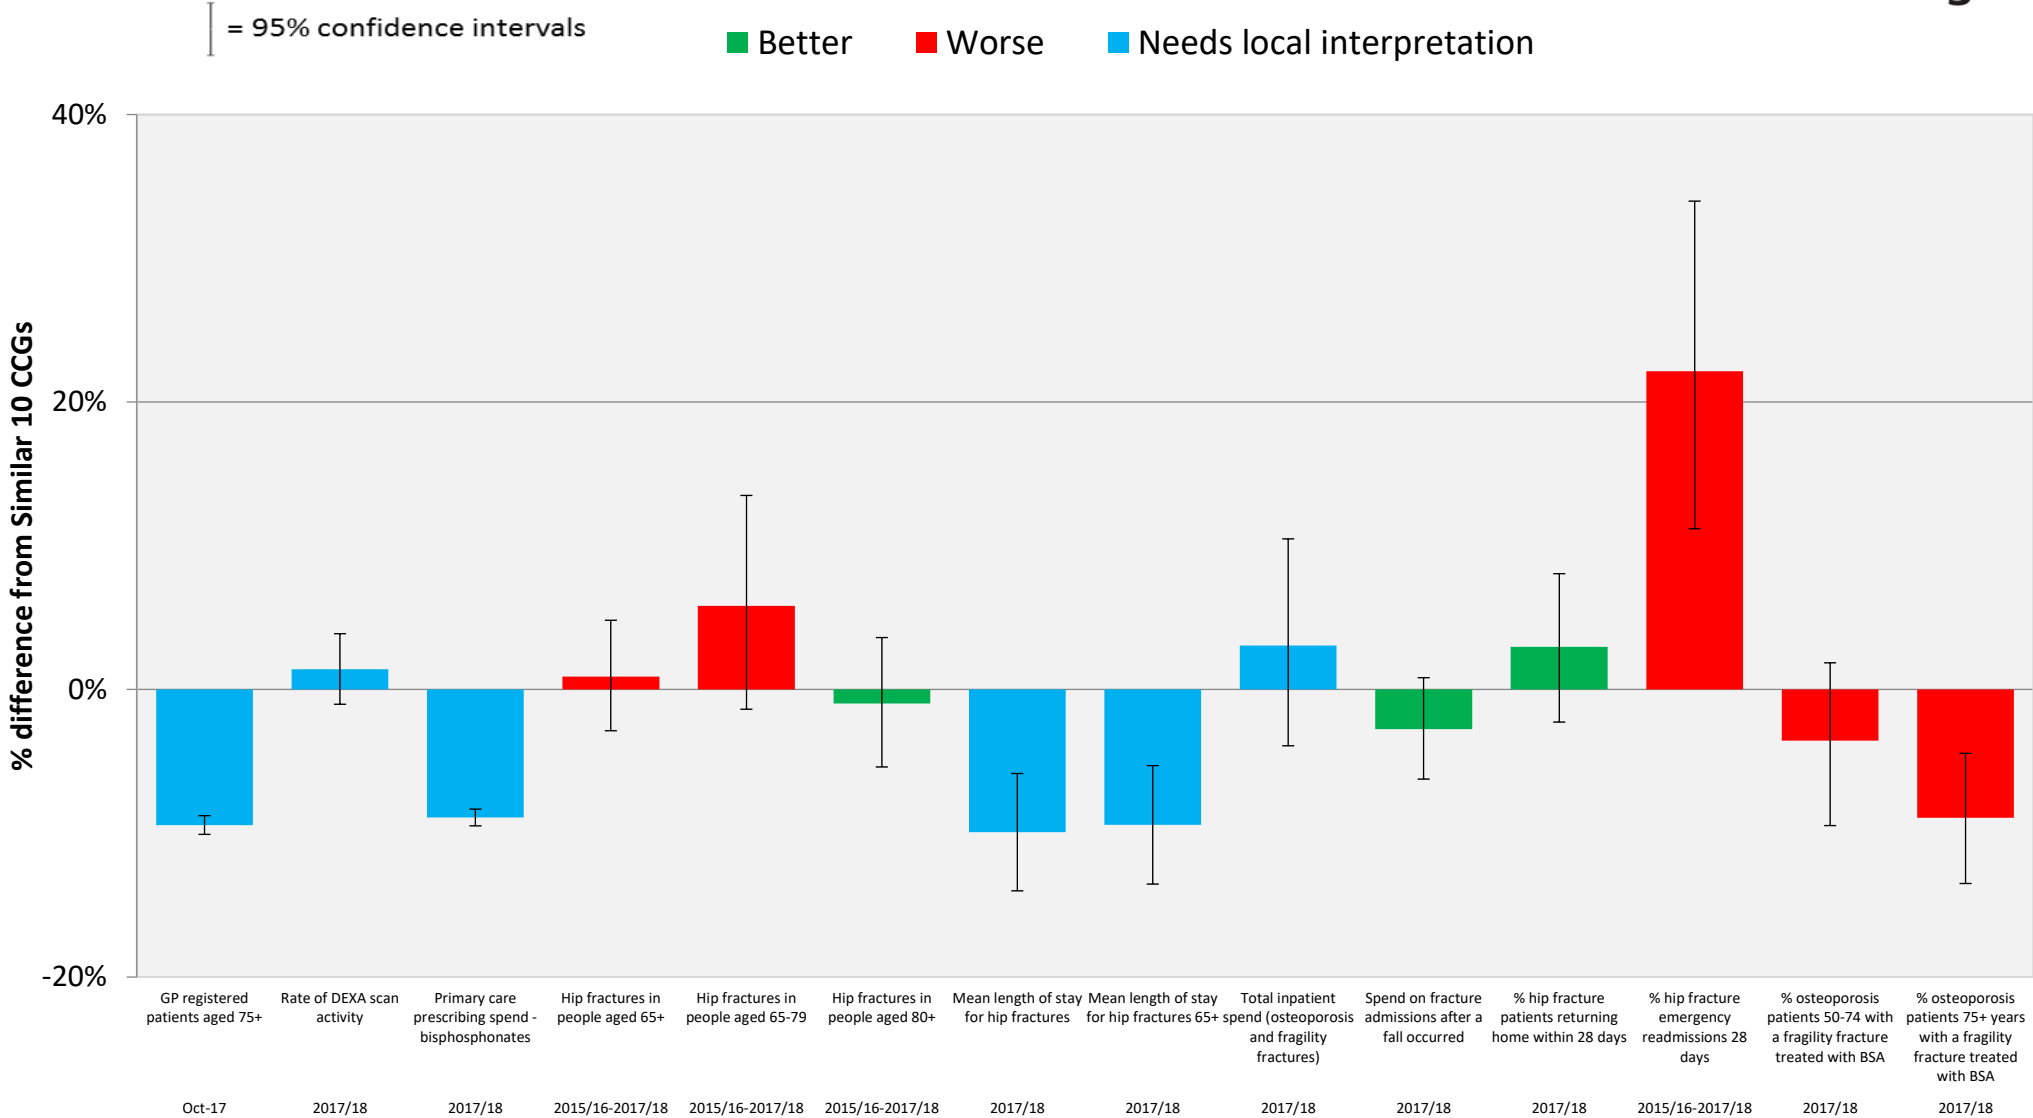 = 95% confidence intervals
Better Worse Needs local interpretation
40%
20%
0%
-20%
% difference from Similar 10 CCGs
GP registered
patients aged 75+
Oct-17
Rate of DEXA scan
activity
2017/18
Primary care
prescribing spend -
bisphosphonates
2017/18
Hip fractures in
people aged 65+
2015/16-2017/18
Hip fractures in
people aged 65-79
2015/16-2017/18
Hip fractures in
people aged 80+
2015/16-2017/18
Mean length of stay
for hip fractures
2017/18
Mean length of stay
for hip fractures 65+
2017/18
Total inpatient
spend (osteoporosis
and fragility
fractures)
2017/18
Spend on fracture
admissions after a
fall occurred
2017/18
% hip fracture
patients returning
home within 28 days
2017/18
% hip fracture
emergency
readmissions 28
days
2015/16-2017/18
% osteoporosis
patients 50-74 with
a fragility fracture
treated with BSA
2017/18
% osteoporosis
patients 75+ years
with a fragility
fracture treated
with BSA
2017/18